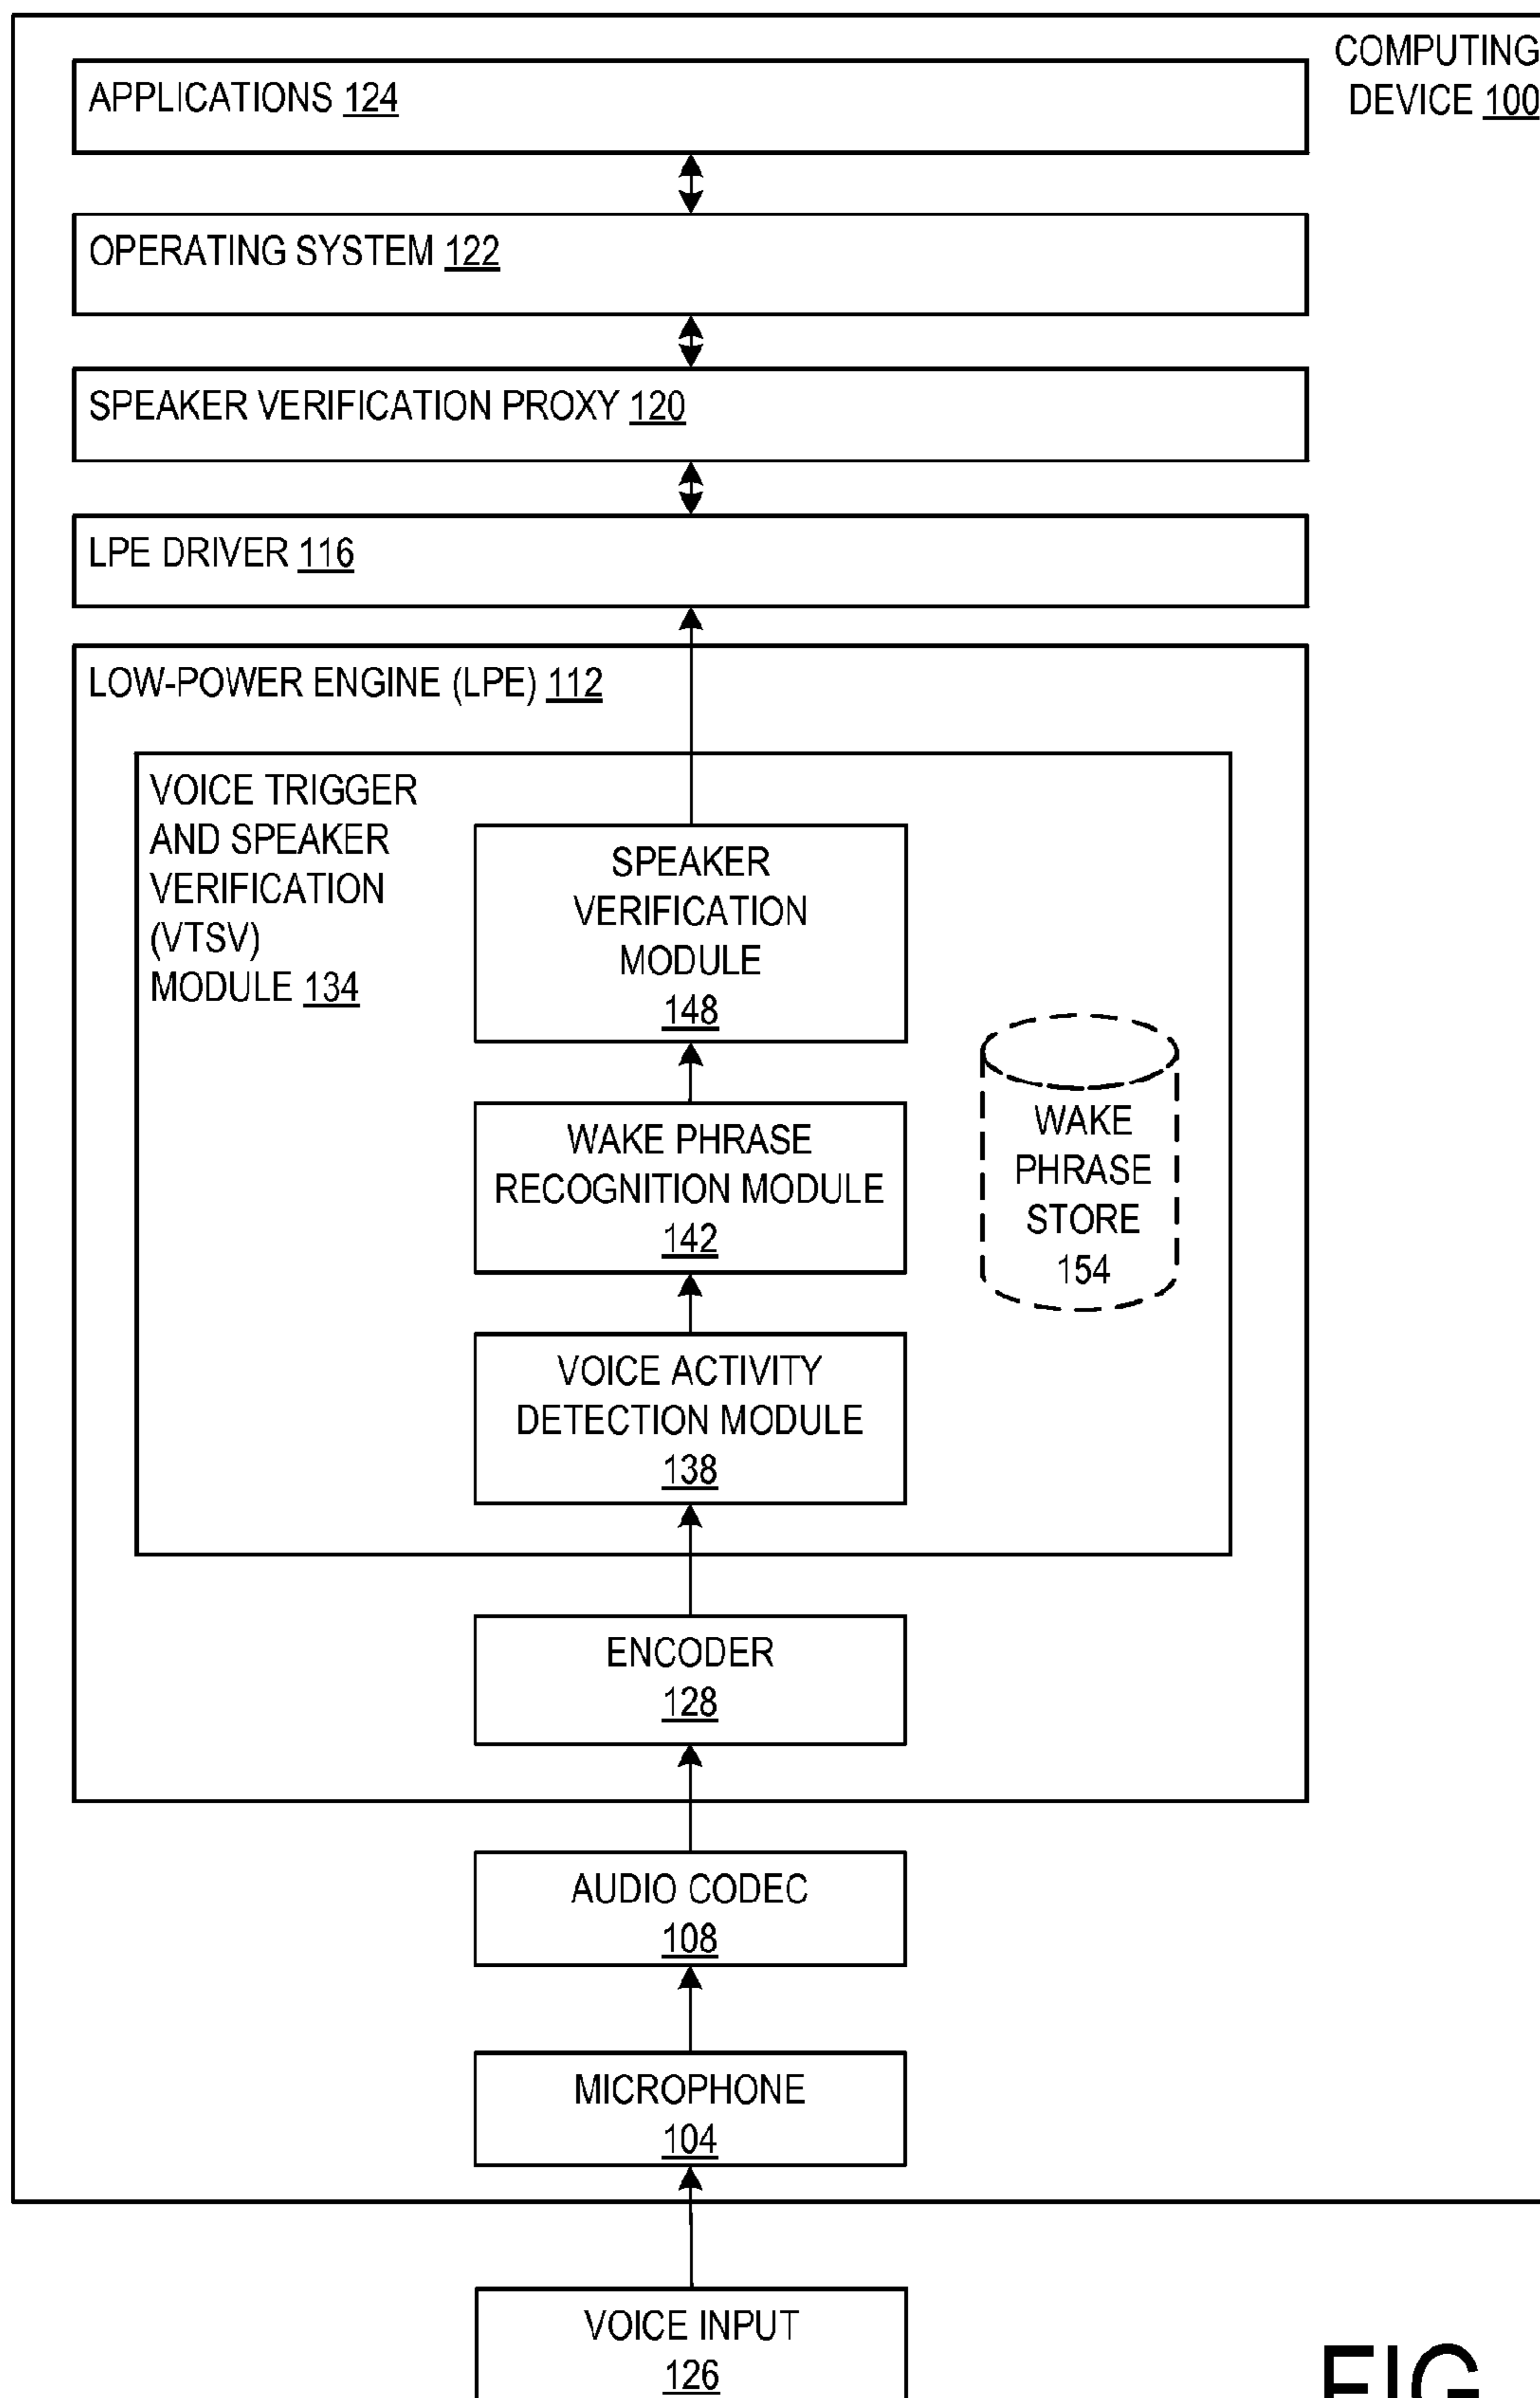 COMPUTING
DEVICE 100
APPLICATIONS 124
OPERATING SYSTEM 122
SPEAKER VERIFICATION PROXY 120
LPE DRIVER 116
LOW-POWER ENGINE (LPE) 112
VOICE TRIGGER
AND SPEAKER
VERIFICATION
(VTSV)
MODULE 134
SPEAKER
VERIFICATION
MODULE
148
WAKE PHRASE
RECOGNITION MODULE
142
WAKE
PHRASE
STORE
154
VOICE ACTIVITY
DETECTION MODULE
138
ENCODER
128
AUDIO CODEC
108
MICROPHONE
104
VOICE INPUT
126
FIG